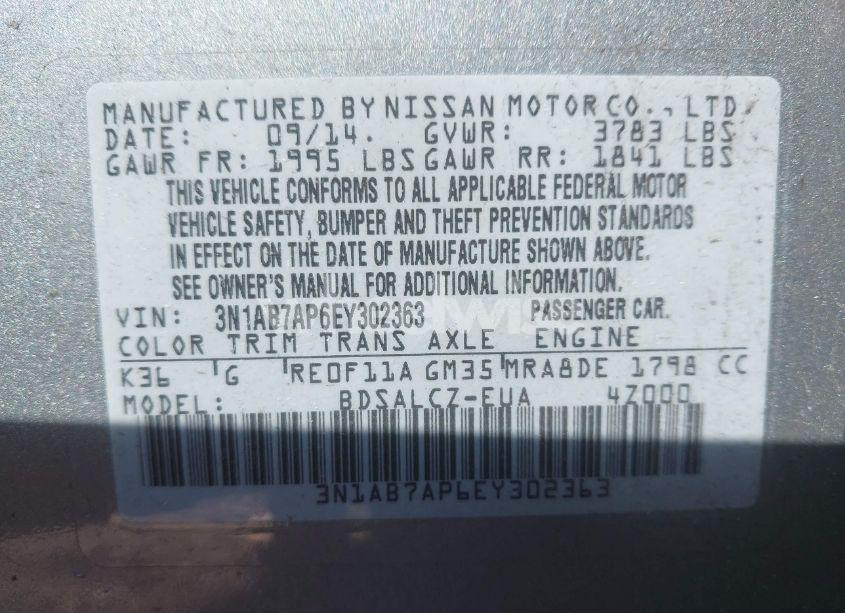 MANUFACTURED BY NISSAN MOTOR CO., LTD.
DATE: 09/14. GVWR: 3783 LBS
GAWR FR: 1995 LBS GAWR RR: 1841 LBS
THIS VEHICLE CONFORMS TO ALL APPLICABLE FEDERAL MOTOR
VEHICLE SAFETY, BUMPER AND THEFT PREVENTION STANDARDS
IN EFFECT ON THE DATE OF MANUFACTURE SHOWN ABOVE.
SEE OWNER'S MANUAL FOR ADDITIONAL INFORMATION.
VIN: 3N1AB7AP6EY302363 PASSENGER CAR.
COLOR TRIM TRANS AXLE ENGINE
K36 G RE0F11A GM35 MRA8DE 1798 CC
MODEL: BDSALCZ-EUA 4Z000
3N1AB7AP6EY302363